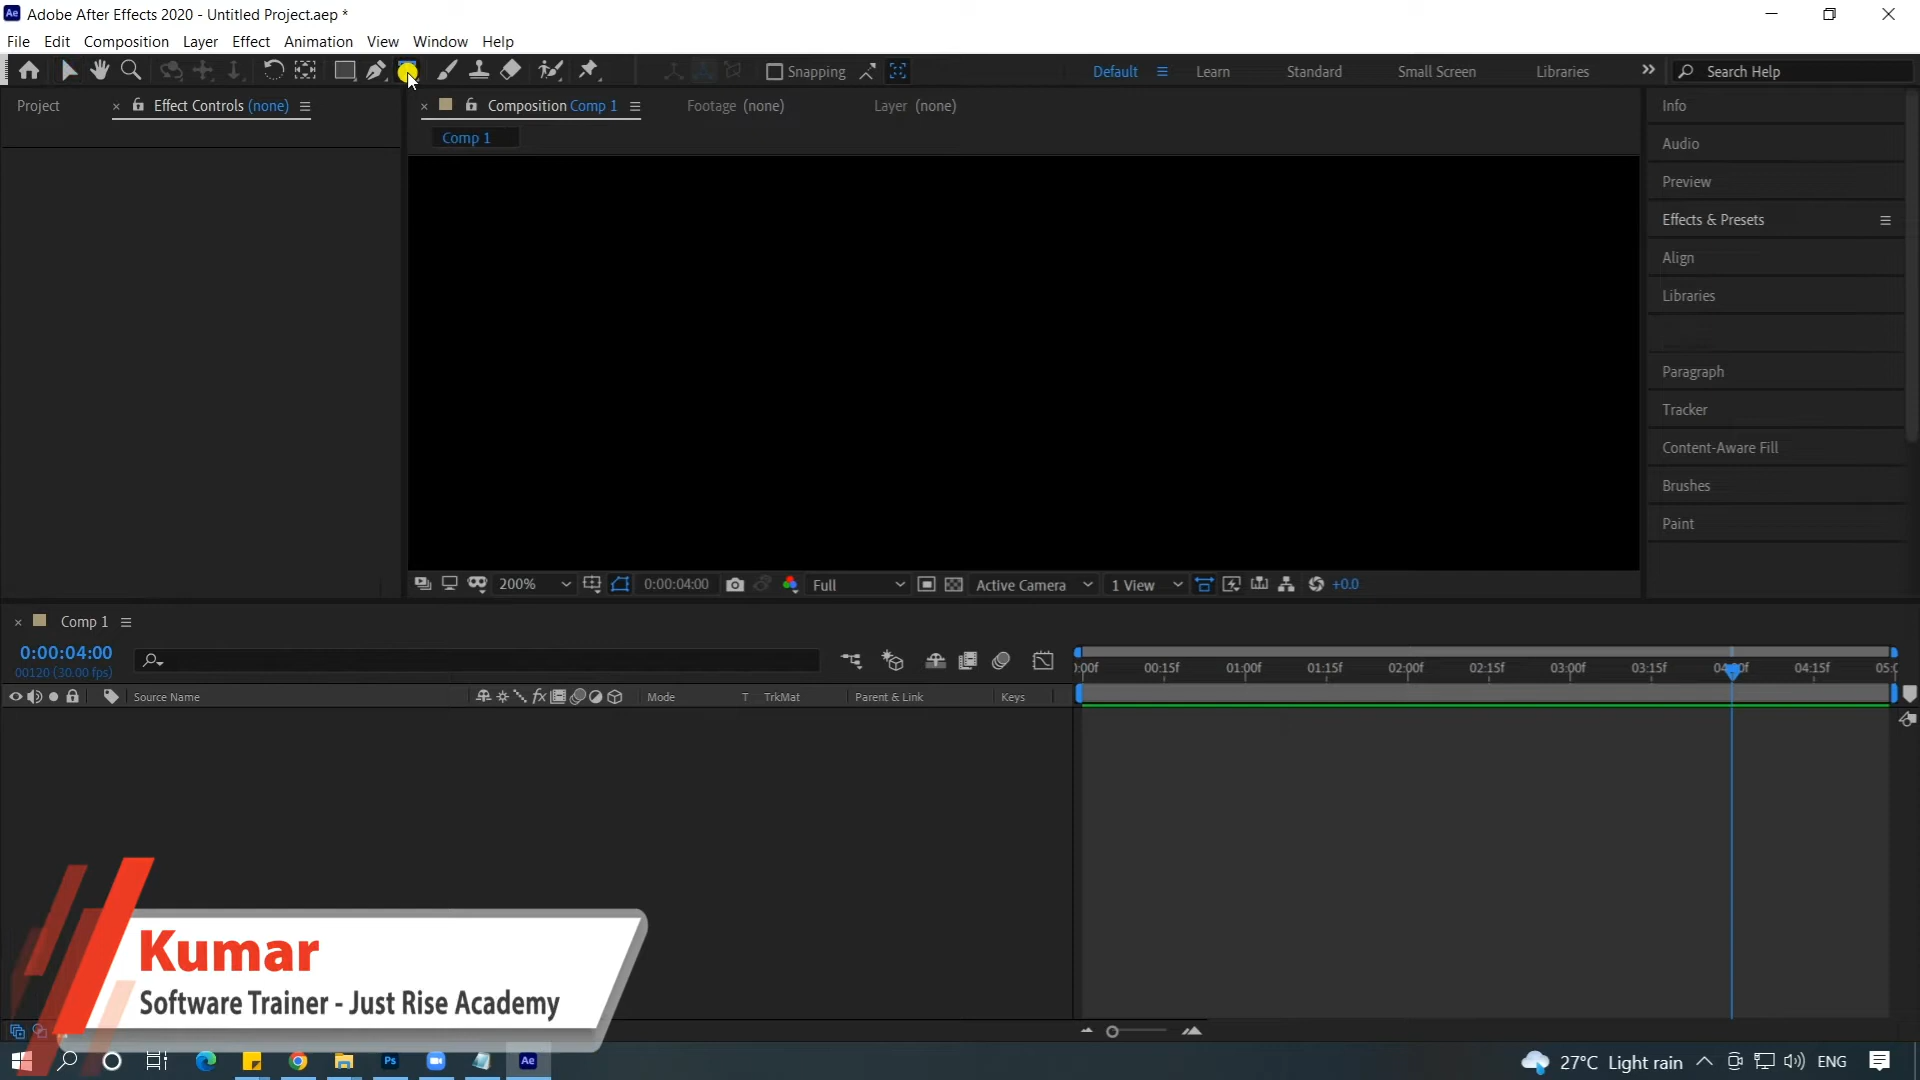 Adobe After Effects 2020 - Untitled Project.aep *
File Edit Composition Layer Effect Animation View Window Help
Snapping
Default Learn Standard Small Screen Libraries
Search Help
Project
Effect Controls (none)
Composition Comp 1
Footage (none)
Layer (none)
Comp 1
Info
Audio
Preview
Effects & Presets
Align
Libraries
Paragraph
Tracker
Content-Aware Fill
Brushes
Paint
200% 0:00:04:00 Full Active Camera 1 View +0.0
Comp 1
0:00:04:00
00120 (30.00 fps)
00:15f 01:00f 01:15f 02:00f 02:15f 03:00f 03:15f 04:15f
Source Name Mode T TrkMat Parent & Link Keys
Kumar
Software Trainer - Just Rise Academy
Ps Ae 27°C Light rain ENG